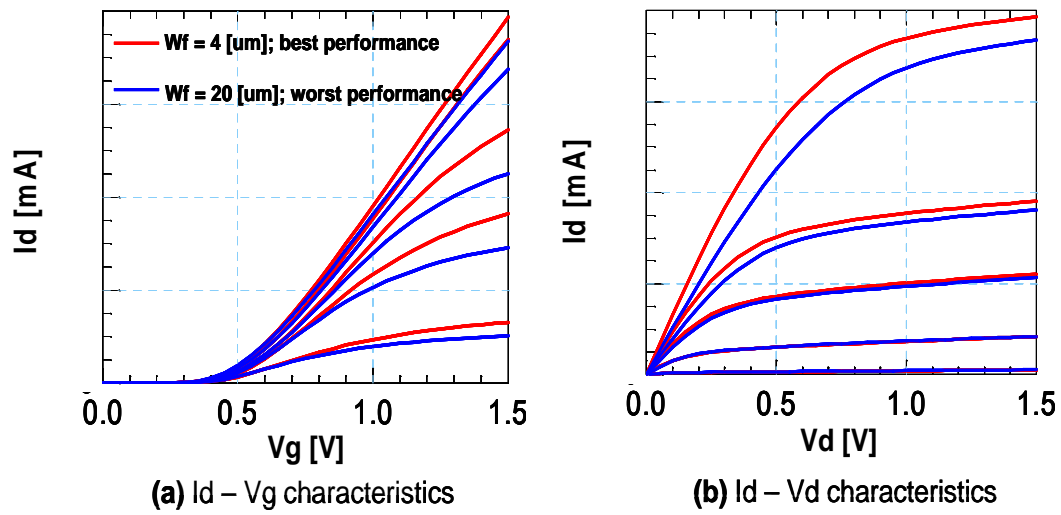 Wf = 4 [um]; best performance
Wf = 20 [um]; worst performance
Id [mA]
0.0 0.5 1.0 1.5
Vg [V]
(a) Id – Vg characteristics
Id [mA]
0.0 0.5 1.0 1.5
Vd [V]
(b) Id – Vd characteristics